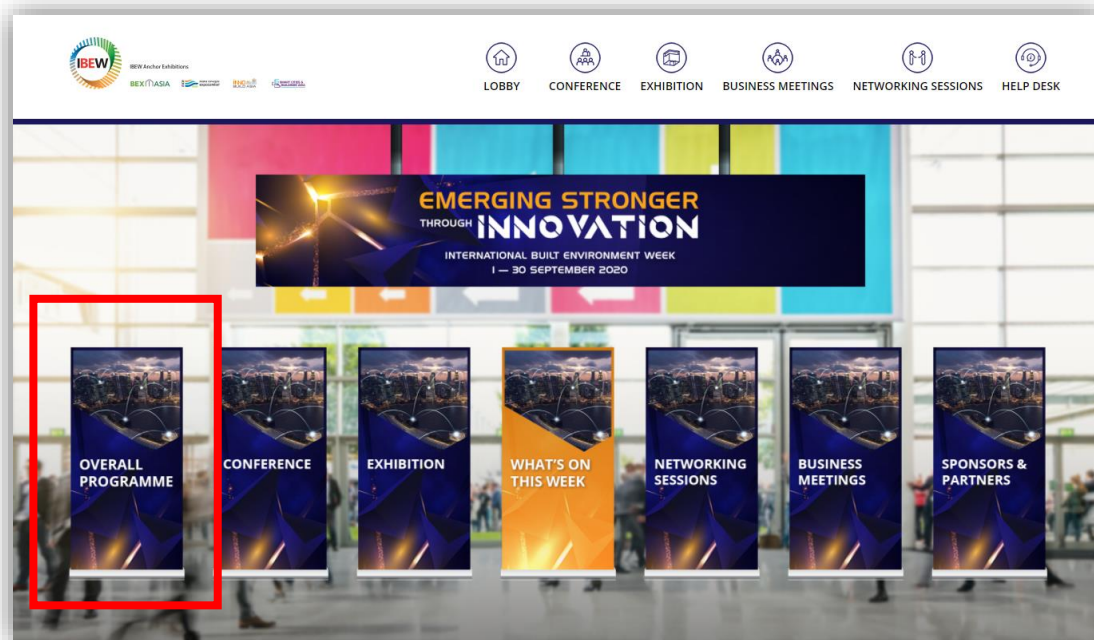 IBEW
IBEW Anchor Exhibitions
BEX ASIA
LOBBY
CONFERENCE
EXHIBITION
BUSINESS MEETINGS
NETWORKING SESSIONS
HELP DESK
EMERGING STRONGER
THROUGH INNOVATION
INTERNATIONAL BUILT ENVIRONMENT WEEK
1 — 30 SEPTEMBER 2020
OVERALL
PROGRAMME
CONFERENCE
EXHIBITION
WHAT'S ON
THIS WEEK
NETWORKING
SESSIONS
BUSINESS
MEETINGS
SPONSORS &
PARTNERS